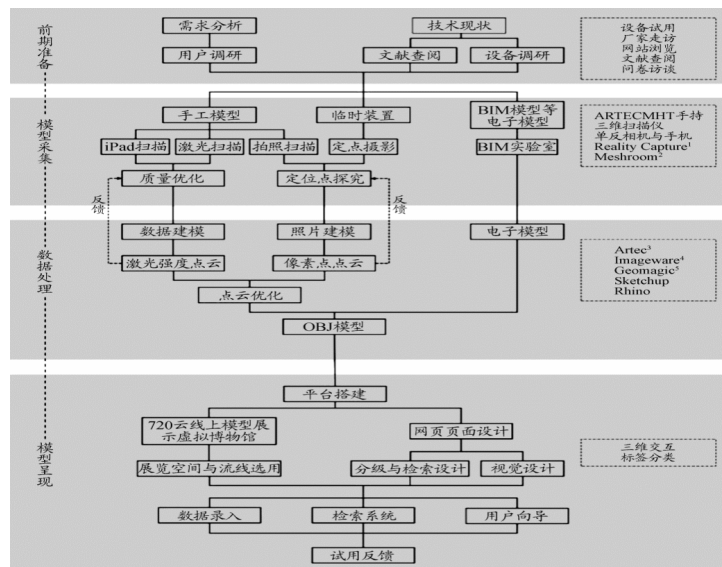 前期准备
需求分析
技术现状
用户调研
文献查阅
设备调研
设备试用
厂家走访
网站浏览
文献查阅
问卷访谈
模型采集
手工模型
临时装置
BIM模型等
电子模型
iPad扫描
激光扫描
拍照扫描
定点摄影
BIM实验室
质量优化
定位点探究
ARTECMHT手持
三维扫描仪
单反相机与手机
Reality Capture¹
Meshroom²
反馈
反馈
数据处理
数据建模
照片建模
电子模型
激光强度点云
像素点点云
点云优化
OBJ模型
Artec³
Imageware⁴
Geomagic⁵
Sketchup
Rhino
模型呈现
平台搭建
720云线上模型展
示虚拟博物馆
网页页面设计
展览空间与流线选用
分级与检索设计
视觉设计
三维交互
标签分类
数据录入
检索系统
用户向导
试用反馈